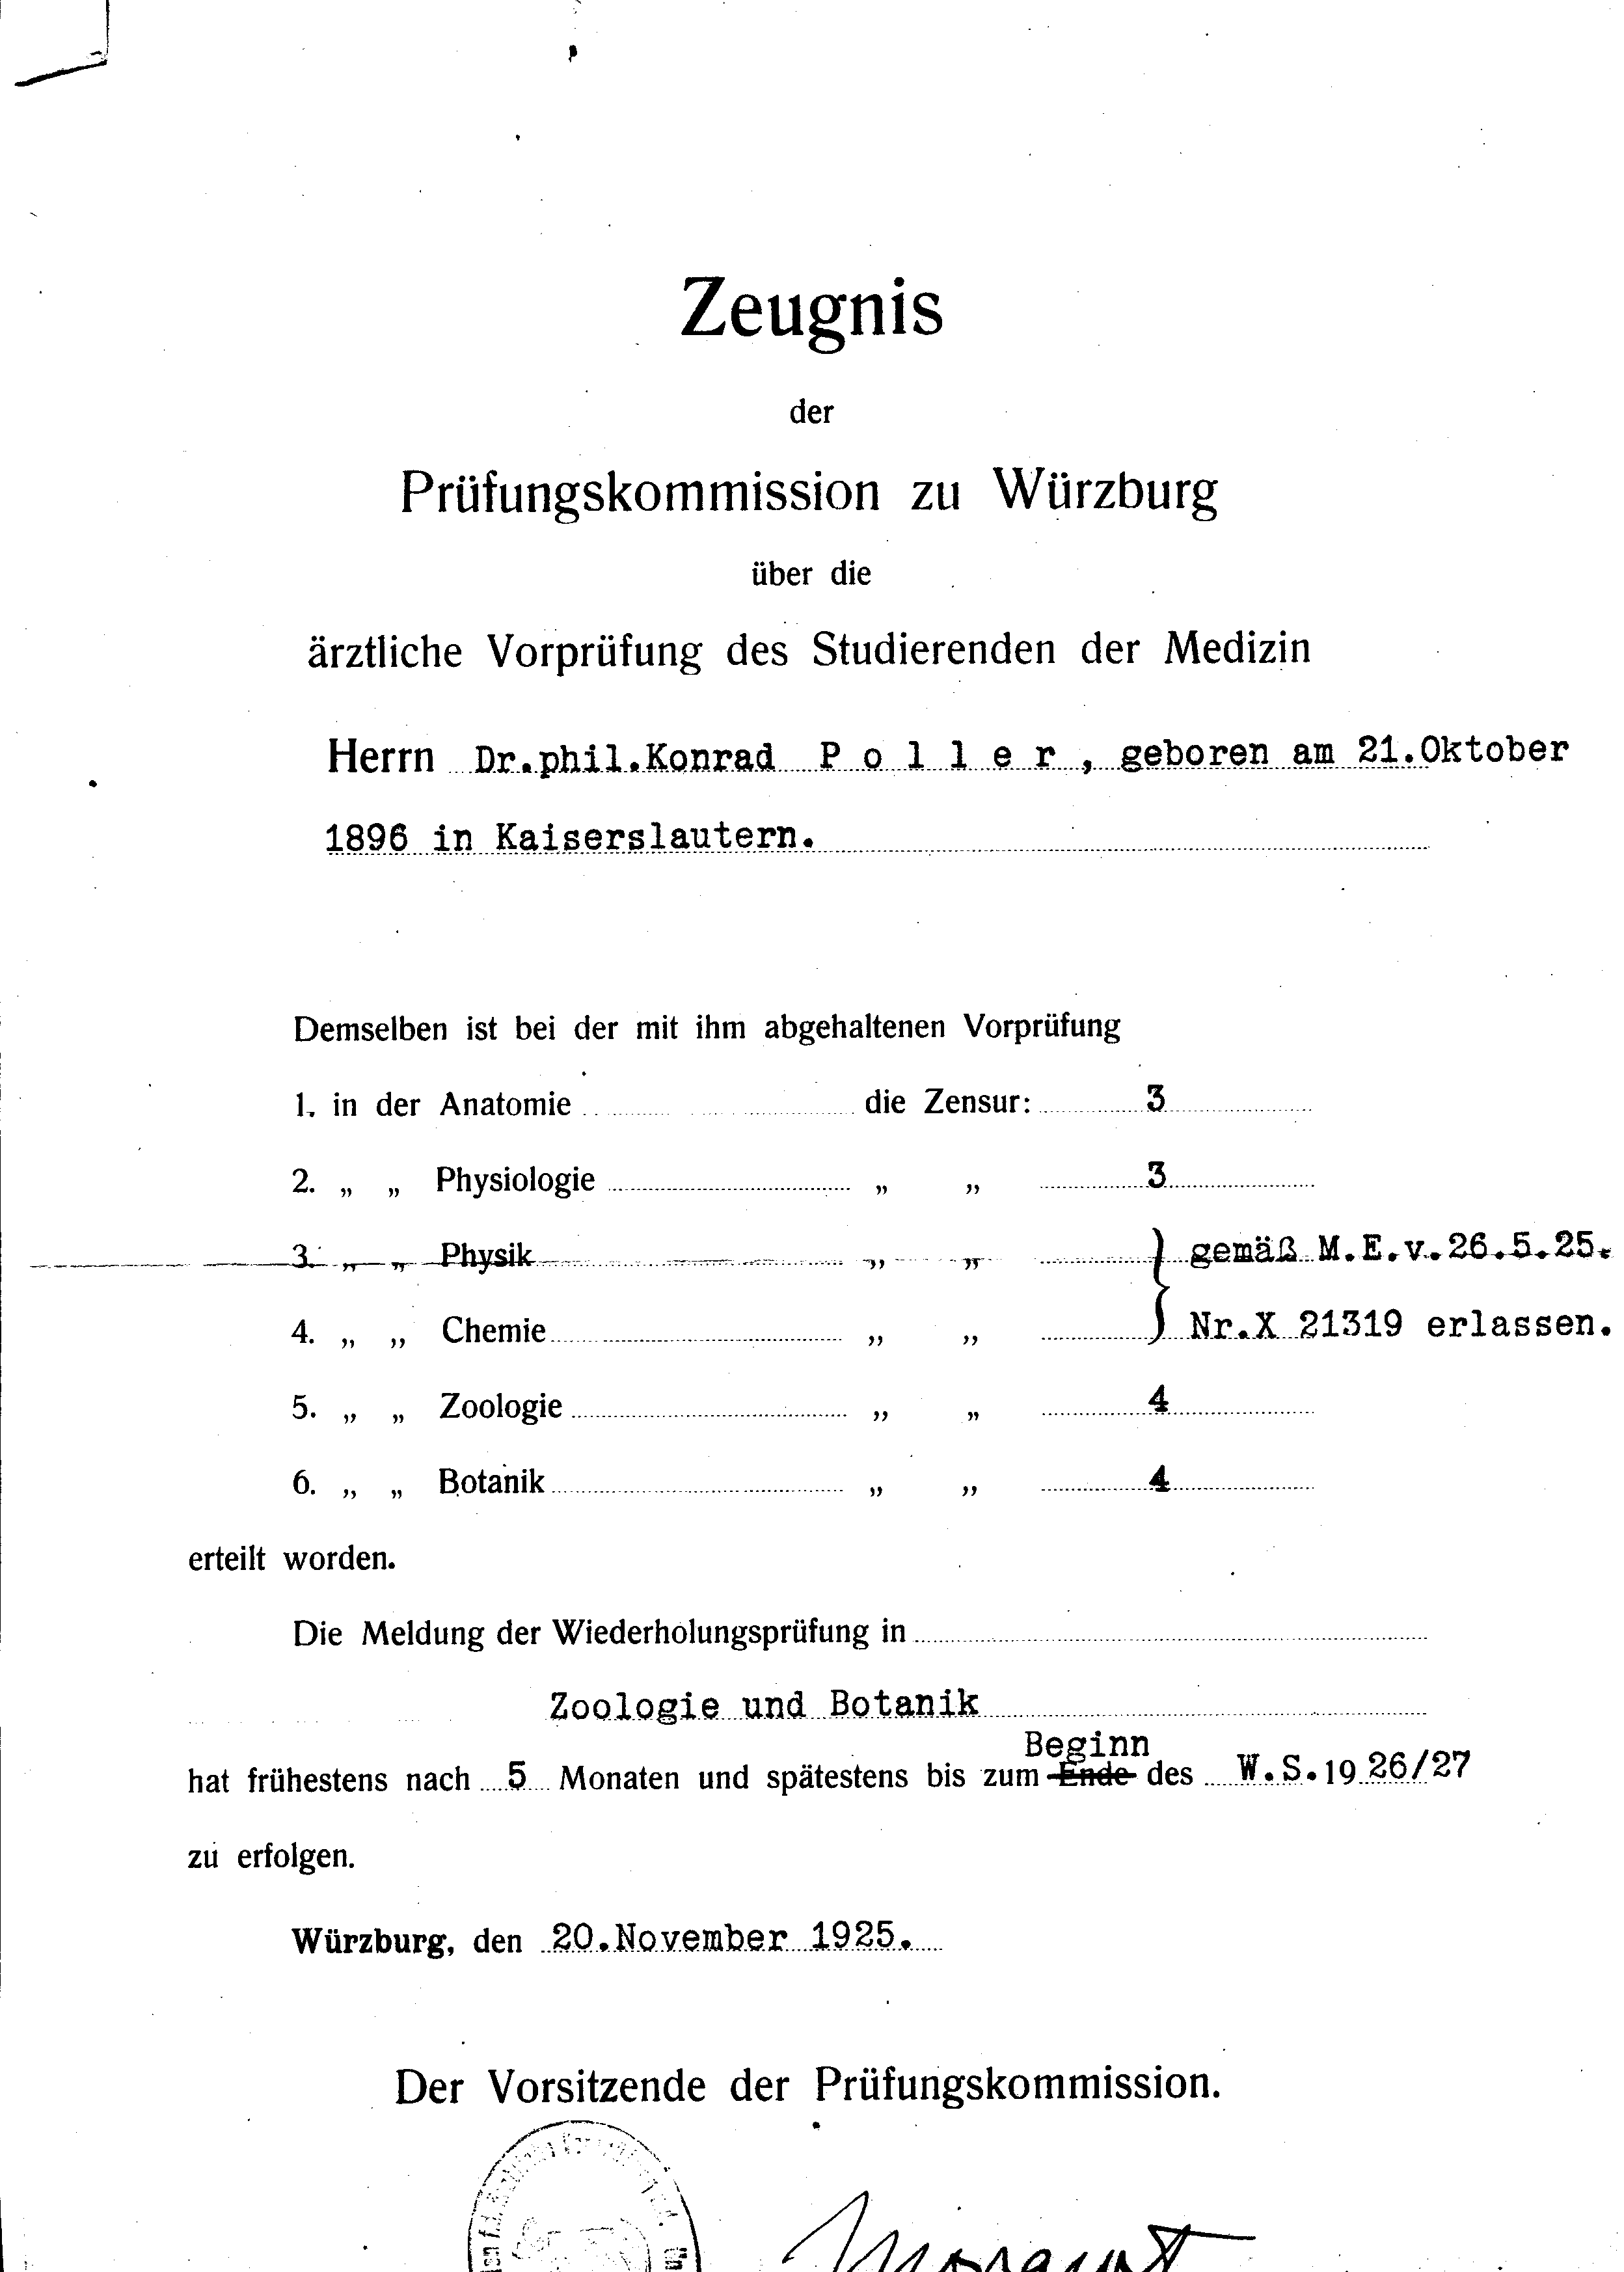 Zeugnis
der
Prüfungskommission zu Würzburg
über die
ärztliche Vorprüfung des Studierenden der Medizin
Herrn Dr.phil.Konrad P o l l e r , geboren am 21.Oktober
1896 in Kaiserslautern.
Demselben ist bei der mit ihm abgehaltenen Vorprüfung
1. in der Anatomie die Zensur: 3
2. „ „ Physiologie „ „ 3
3. „ „ Physik „ „ } gemäß M.E.v.26.5.25.
4. „ „ Chemie „ „ } Nr.X 21319 erlassen.
5. „ „ Zoologie „ „ 4
6. „ „ Botanik „ „ 4
erteilt worden.
Die Meldung der Wiederholungsprüfung in
Zoologie und Botanik
Beginn
hat frühestens nach 5 Monaten und spätestens bis zum Ende des W.S.1926/27
zu erfolgen.
Würzburg, den 20.November 1925.
Der Vorsitzende der Prüfungskommission.